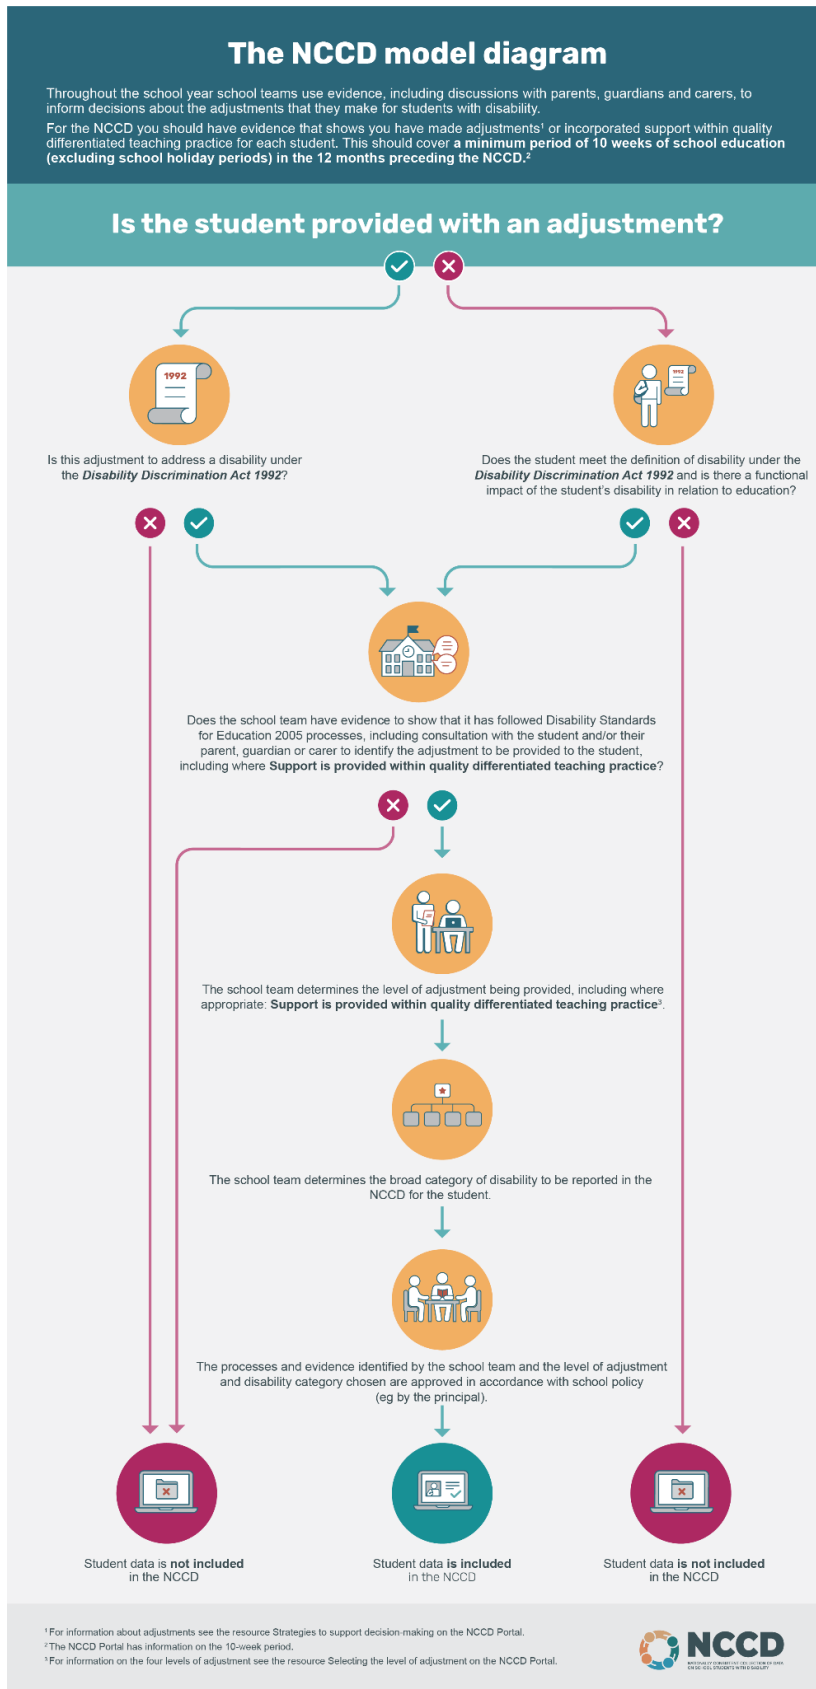 The NCCD model diagram
Throughout the school year school teams use evidence, including discussions with parents, guardians and carers, to
inform decisions about the adjustments that they make for students with disability.
For the NCCD you should have evidence that shows you have made adjustments¹ or incorporated support within quality
differentiated teaching practice for each student. This should cover a minimum period of 10 weeks of school education
(excluding school holiday periods) in the 12 months preceding the NCCD.²
Is the student provided with an adjustment?
1992
1992
Is this adjustment to address a disability under
the Disability Discrimination Act 1992?
Does the student meet the definition of disability under the
Disability Discrimination Act 1992 and is there a functional
impact of the student's disability in relation to education?
Does the school team have evidence to show that it has followed Disability Standards
for Education 2005 processes, including consultation with the student and/or their
parent, guardian or carer to identify the adjustment to be provided to the student,
including where Support is provided within quality differentiated teaching practice?
The school team determines the level of adjustment being provided, including where
appropriate: Support is provided within quality differentiated teaching practice³.
The school team determines the broad category of disability to be reported in the
NCCD for the student.
The processes and evidence identified by the school team and the level of adjustment
and disability category chosen are approved in accordance with school policy
(eg by the principal).
Student data is not included
in the NCCD
Student data is included
in the NCCD
Student data is not included
in the NCCD
¹ For information about adjustments see the resource Strategies to support decision-making on the NCCD Portal.
² The NCCD Portal has information on the 10-week period.
³ For information on the four levels of adjustment see the resource Selecting the level of adjustment on the NCCD Portal.
NCCD
NATIONALLY CONSISTENT COLLECTION OF DATA
ON SCHOOL STUDENTS WITH DISABILITY